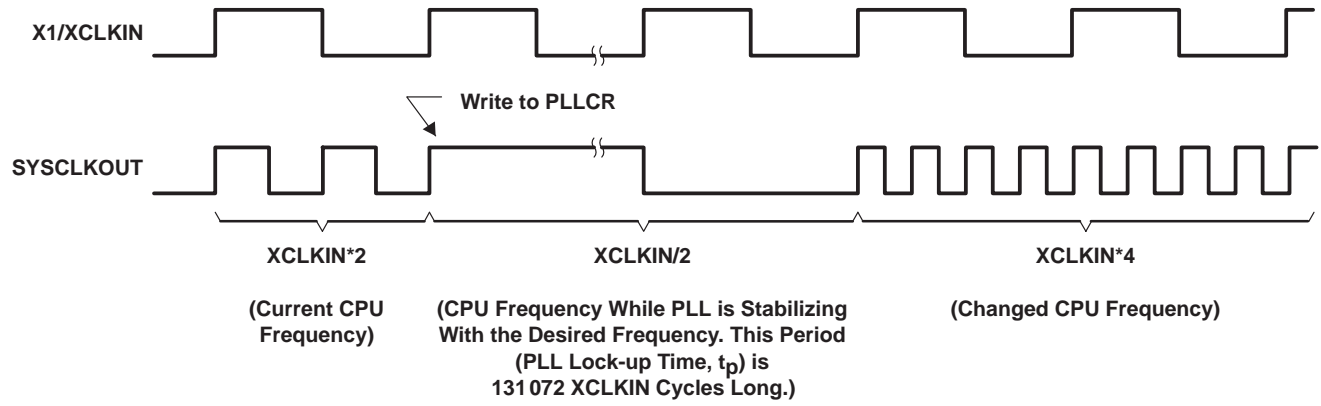 X1/XCLKIN
Write to PLLCR
SYSCLKOUT
XCLKIN*2
(Current CPU
Frequency)
XCLKIN/2
(CPU Frequency While PLL is Stabilizing
With the Desired Frequency. This Period
(PLL Lock-up Time, tp) is
131 072 XCLKIN Cycles Long.)
XCLKIN*4
(Changed CPU Frequency)